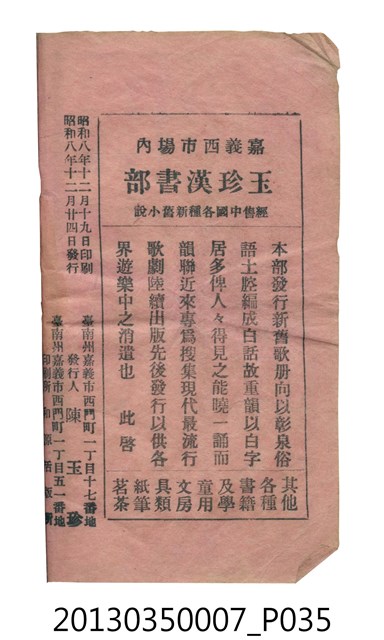 嘉義西市場內
玉珍漢書部
經售中國各種新舊小說
本部發行新舊歌册向以彰泉俗
語土腔編成白話故重韻以白字
居多俾人々得見之能曉一誦而
韻聯近來專爲搜集現代最流行
歌劇陸續出版先後發行以供各
界遊樂中之消遣也 此啓
其他各種書籍及學童用文房具類紙筆茗茶
昭和八年十二月十九日印刷
昭和八年十二月廿四日發行
臺南州嘉義市西門町一丁目十七番地
發行人 陳玉珍
臺南州嘉義市西門町一丁目五一番地
印刷所 和源活版所
20130350007_P035